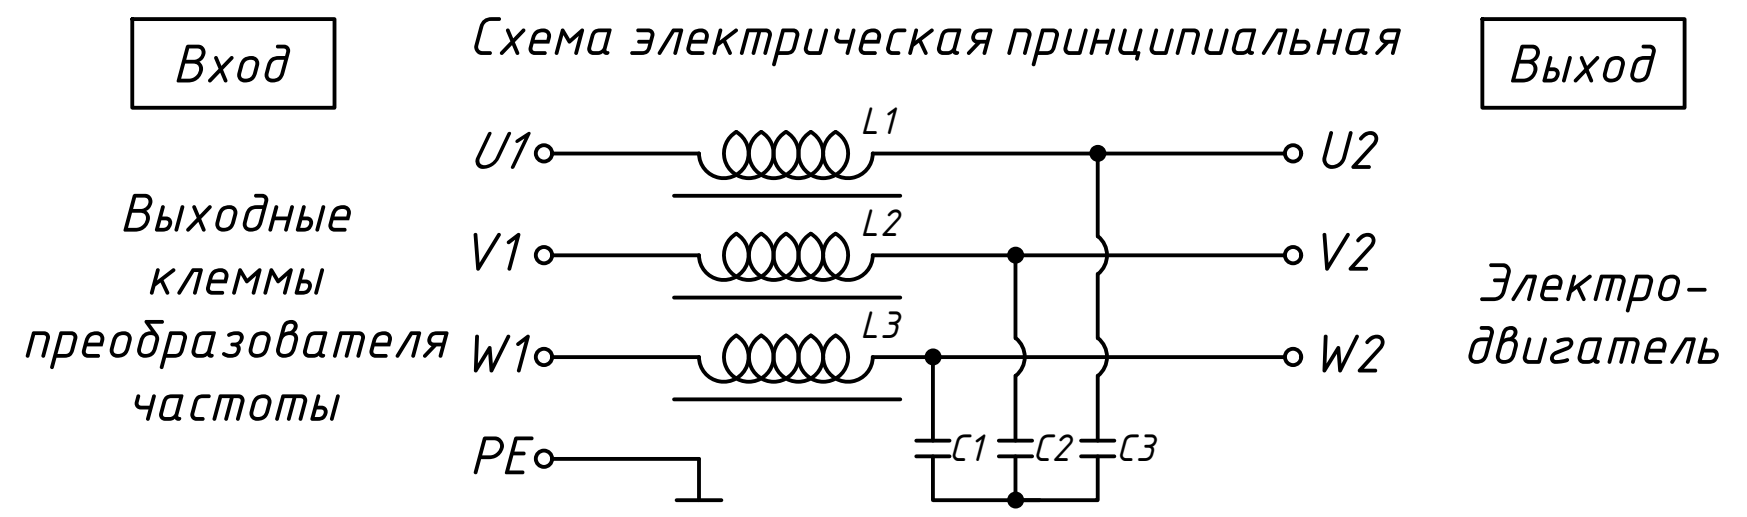 Вход
Схема электрическая принципиальная
Выход
L1
U1
U2
Выходные
клеммы
преобразователя
частоты
L2
V1
V2
Электро-
двигатель
L3
W1
W2
PE
C1
C2
C3